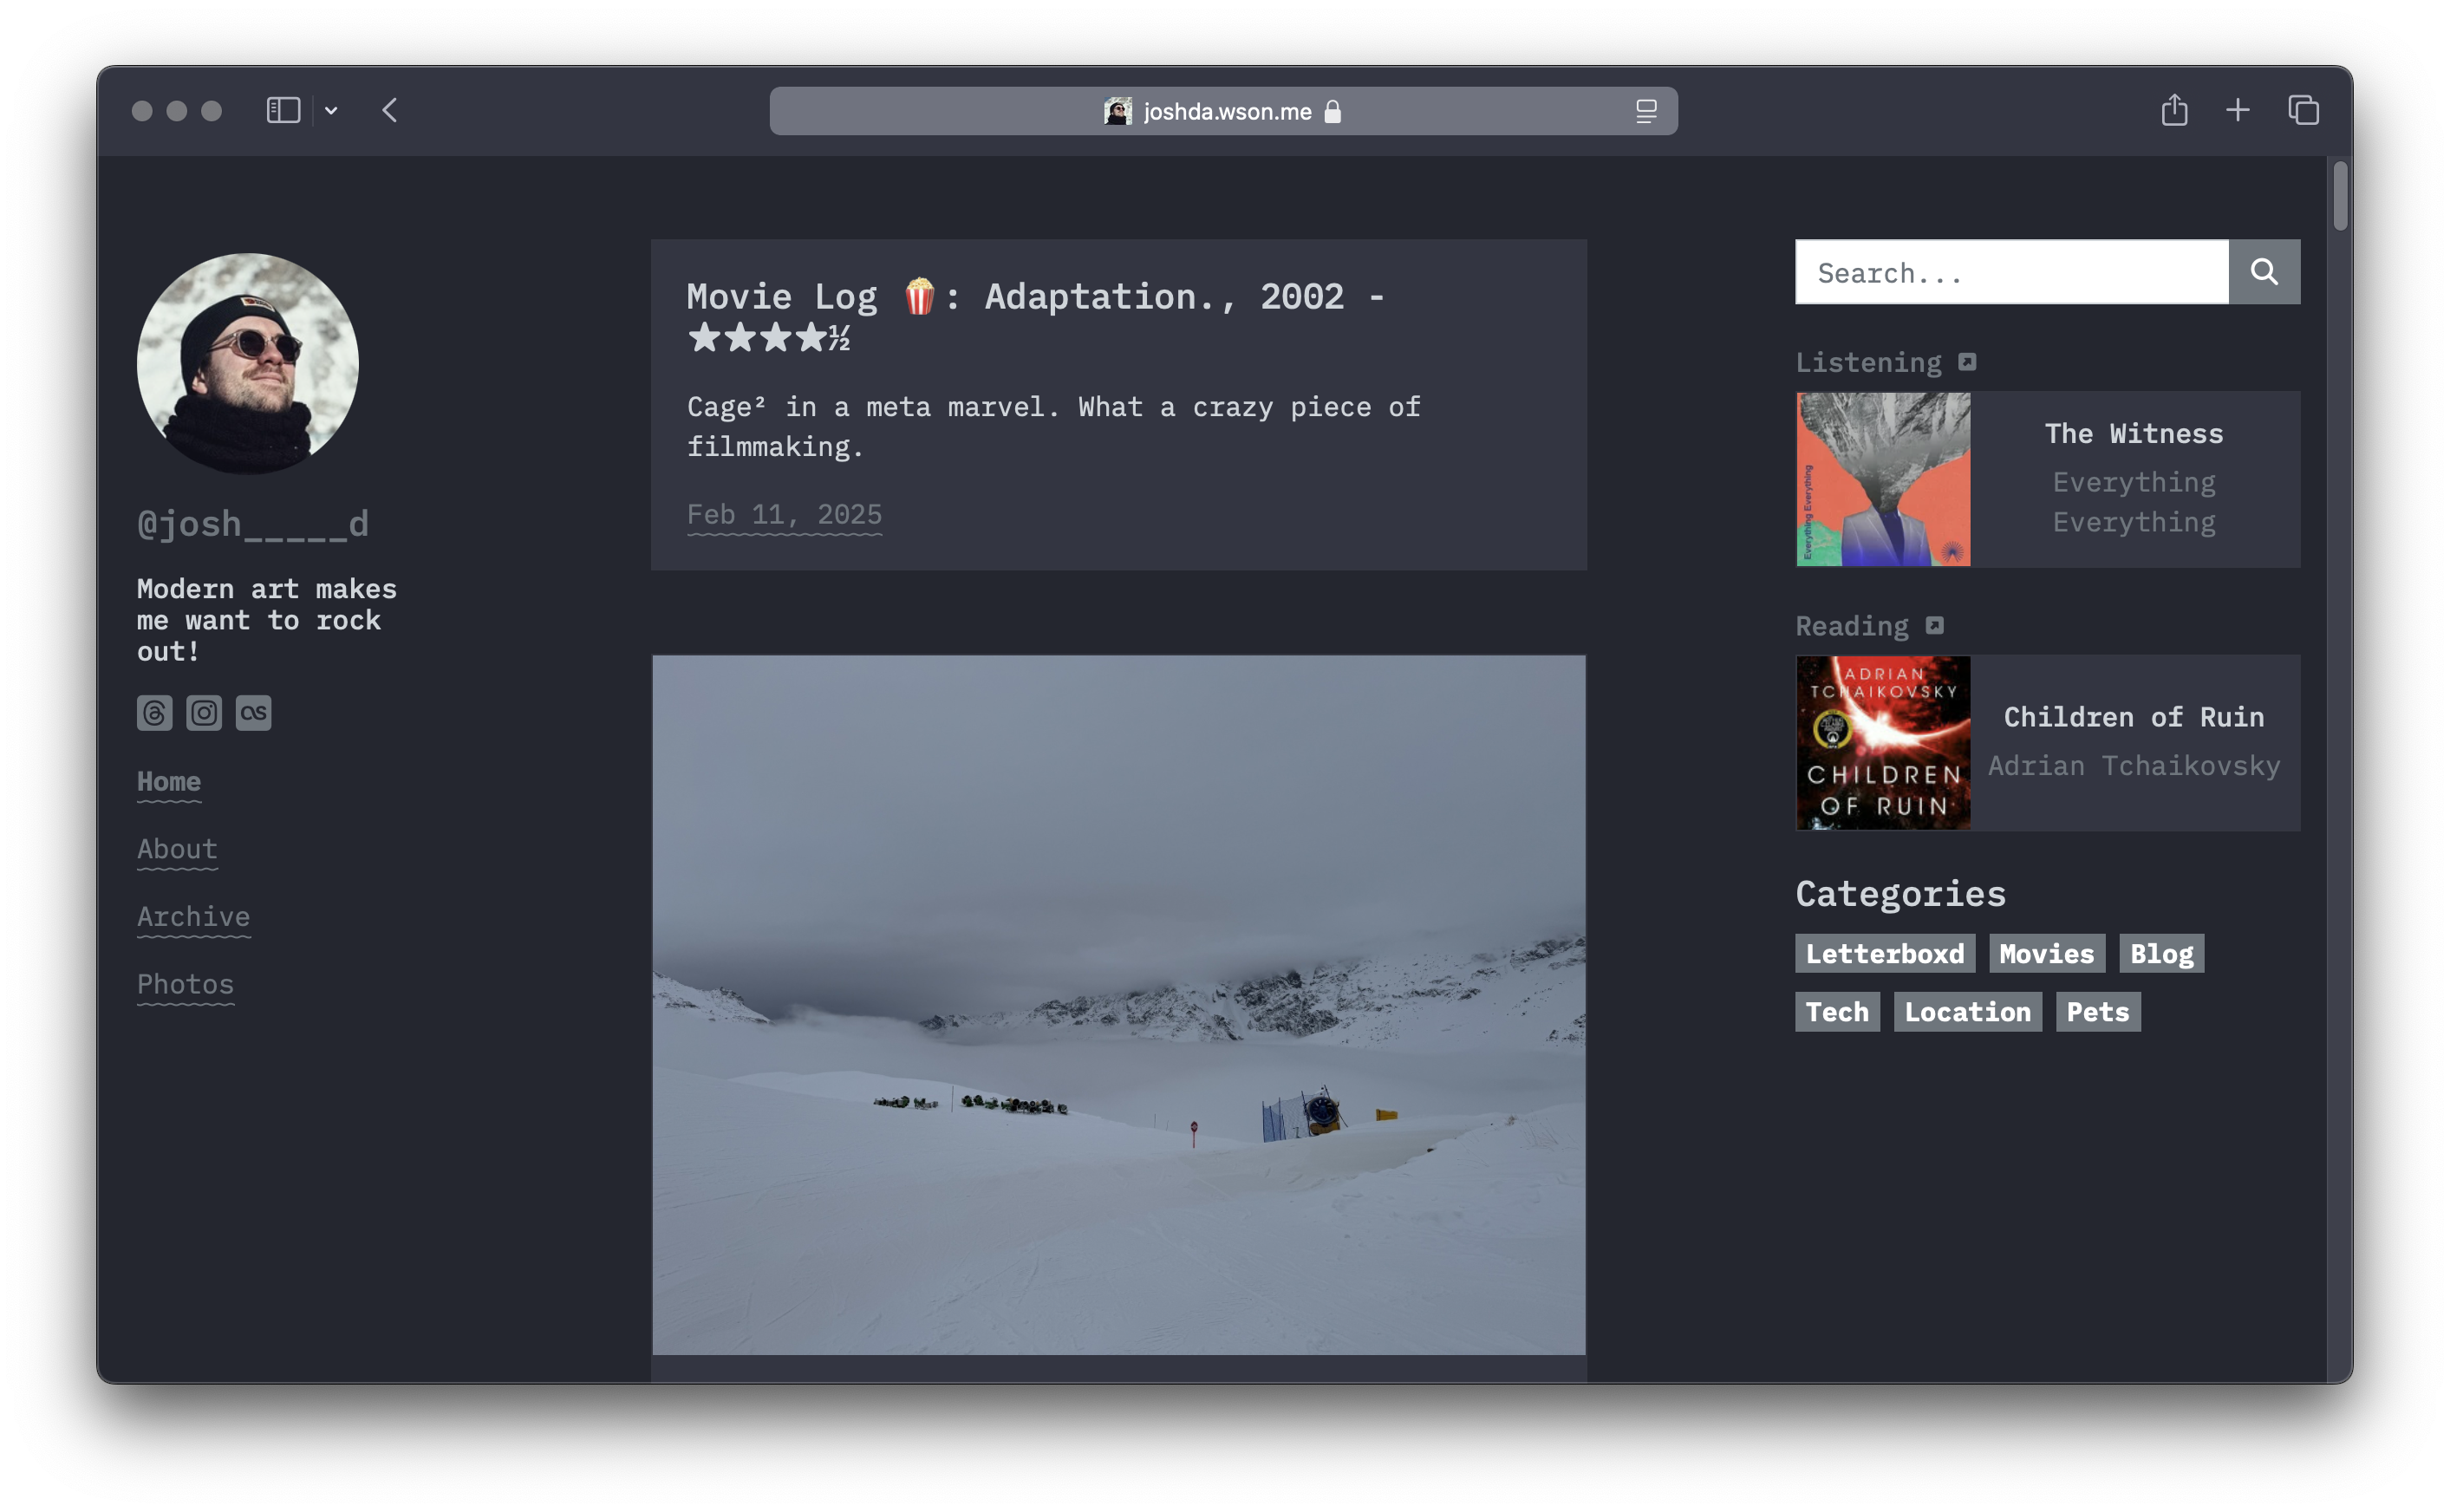 joshda.wson.me
@josh_____d
Modern art makes
me want to rock
out!
Home
About
Archive
Photos
Movie Log 🍿: Adaptation., 2002 -
★★★★½
Cage² in a meta marvel. What a crazy piece of
filmmaking.
Feb 11, 2025
Search...
Listening
Everything Everything
The Witness
Everything
Everything
Reading
ADRIAN
TCHAIKOVSKY
CHILDREN
OF RUIN
Children of Ruin
Adrian Tchaikovsky
Categories
Letterboxd Movies Blog
Tech Location Pets